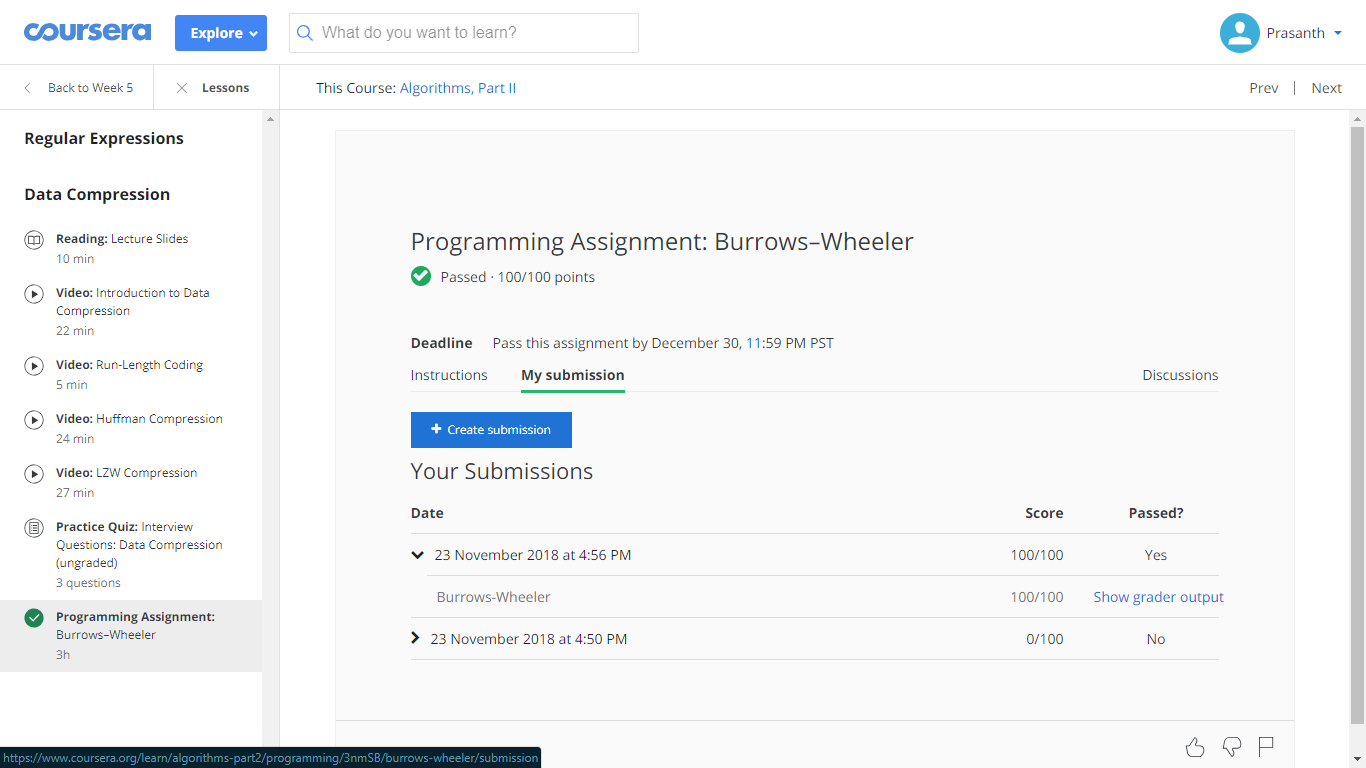 coursera Explore What do you want to learn? Prasanth
Back to Week 5 Lessons This Course: Algorithms, Part II Prev | Next
Regular Expressions
Data Compression
Reading: Lecture Slides
10 min
Video: Introduction to Data
Compression
22 min
Video: Run-Length Coding
5 min
Video: Huffman Compression
24 min
Video: LZW Compression
27 min
Practice Quiz: Interview
Questions: Data Compression
(ungraded)
3 questions
Programming Assignment:
Burrows–Wheeler
3h
Programming Assignment: Burrows–Wheeler
Passed · 100/100 points
Deadline Pass this assignment by December 30, 11:59 PM PST
Instructions My submission Discussions
+ Create submission
Your Submissions
Date Score Passed?
23 November 2018 at 4:56 PM 100/100 Yes
Burrows-Wheeler 100/100 Show grader output
23 November 2018 at 4:50 PM 0/100 No
https://www.coursera.org/learn/algorithms-part2/programming/3nmSB/burrows-wheeler/submission